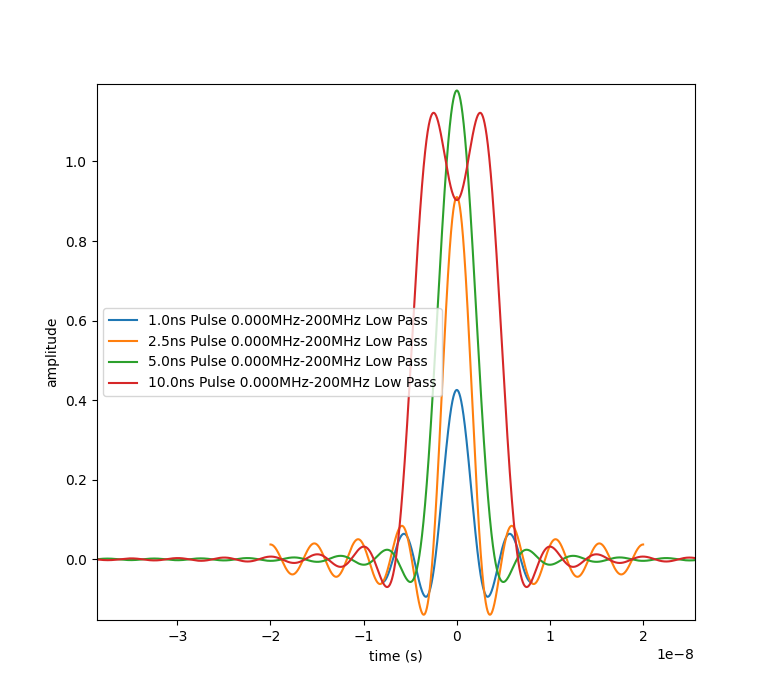 1.0
0.8
0.6
0.4
0.2
0.0
amplitude
1.0ns Pulse 0.000MHz-200MHz Low Pass
2.5ns Pulse 0.000MHz-200MHz Low Pass
5.0ns Pulse 0.000MHz-200MHz Low Pass
10.0ns Pulse 0.000MHz-200MHz Low Pass
−3 −2 −1 0 1 2
time (s)
1e−8